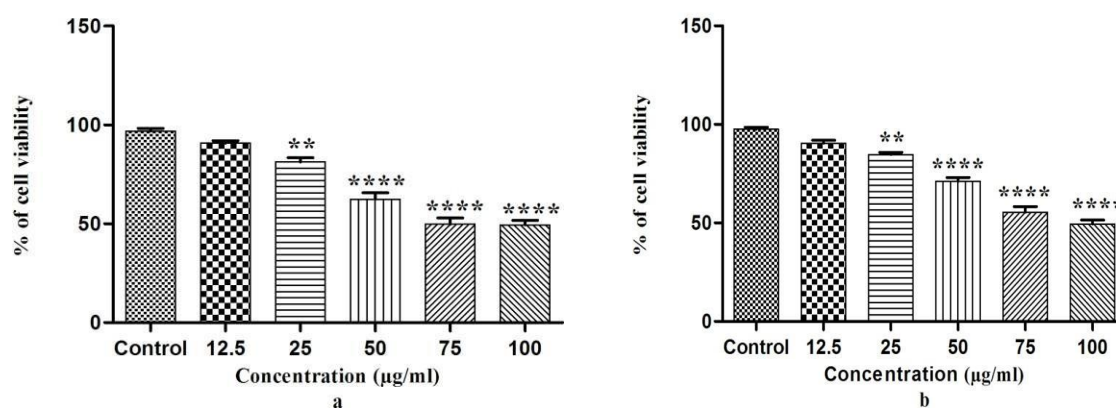 150
100
50
0
% of cell viability
**
****
****
****
Control 12.5 25 50 75 100
Concentration (µg/ml)
a
150
100
50
0
% of cell viability
**
****
****
****
Control 12.5 25 50 75 100
Concentration (µg/ml)
b